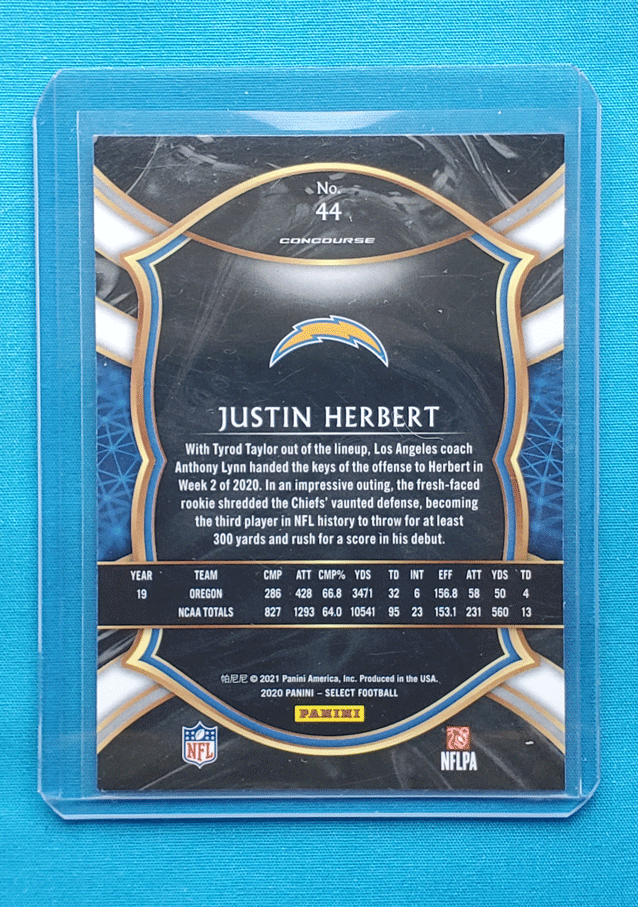 No.
44
CONCOURSE
JUSTIN HERBERT
With Tyrod Taylor out of the lineup, Los Angeles coach
Anthony Lynn handed the keys of the offense to Herbert in
Week 2 of 2020. In an impressive outing, the fresh-faced
rookie shredded the Chiefs' vaunted defense, becoming
the third player in NFL history to throw for at least
300 yards and rush for a score in his debut.
YEAR TEAM CMP ATT CMP% YDS TD INT EFF ATT YDS TD
19 OREGON 286 428 66.8 3471 32 6 156.8 58 50 4
NCAA TOTALS 827 1293 64.0 10541 95 23 153.1 231 560 13
帕尼尼 © 2021 Panini America, Inc. Produced in the USA.
2020 PANINI – SELECT FOOTBALL
PANINI
NFL
NFLPA